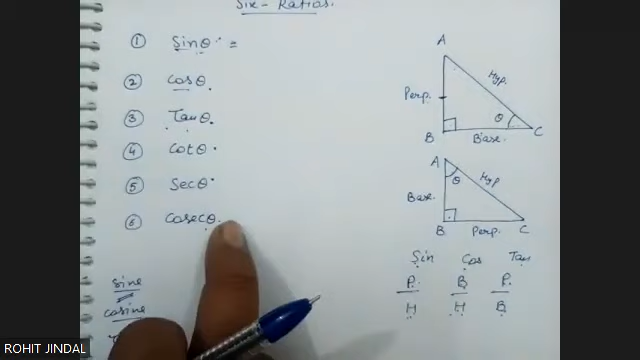 Six - Ratios.
① Sinθ =
② Cosθ.
③ Tanθ.
④ Cotθ.
⑤ Secθ
⑥ Cosecθ.
sine
cosine
A
Perp.
Hyp.
θ
B
Base
C
A
θ
Base
Hyp
B
Perp.
C
Sin Cos Tan
P B P
H H B
ROHIT JINDAL